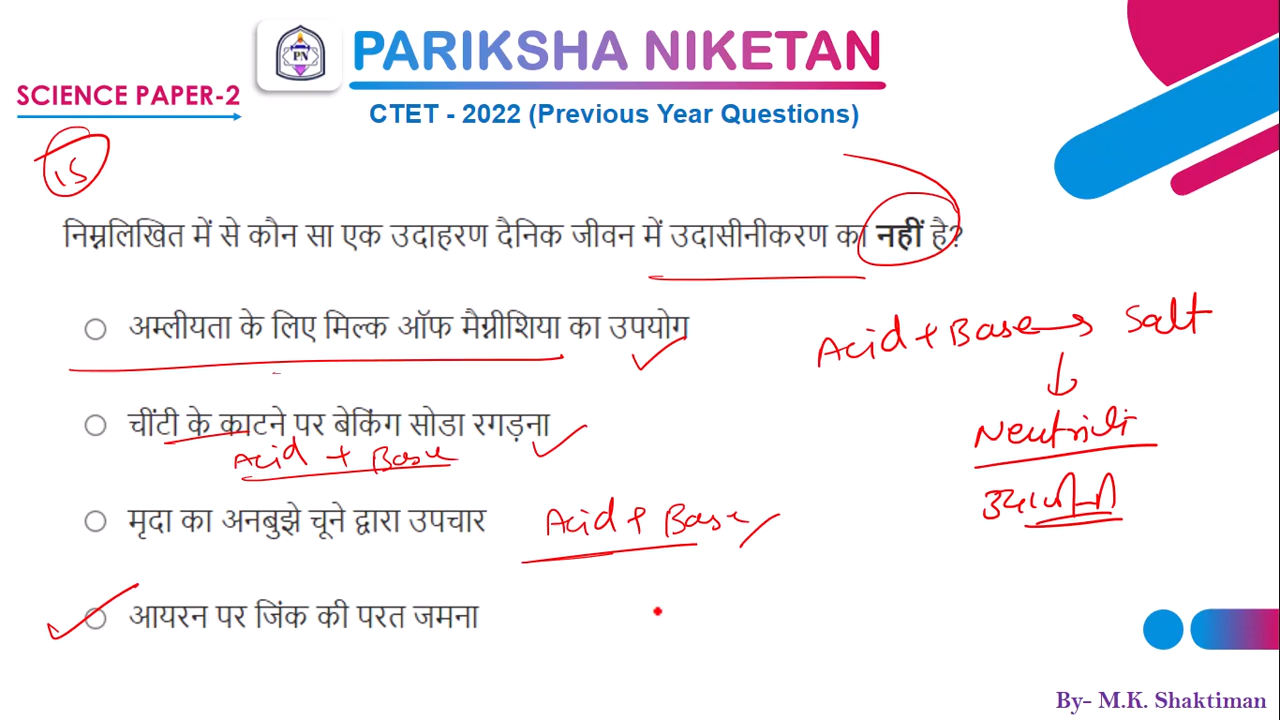 PN
PARIKSHA NIKETAN
SCIENCE PAPER-2
CTET - 2022 (Previous Year Questions)
15
निम्नलिखित में से कौन सा एक उदाहरण दैनिक जीवन में उदासीनीकरण का नहीं है?
अम्लीयता के लिए मिल्क ऑफ मैग्नीशिया का उपयोग
Acid + Base → Salt
चींटी के काटने पर बेकिंग सोडा रगड़ना
Acid + Base
मृदा का अनबुझे चूने द्वारा उपचार
Acid + Base
आयरन पर जिंक की परत जमना
By- M.K. Shaktiman